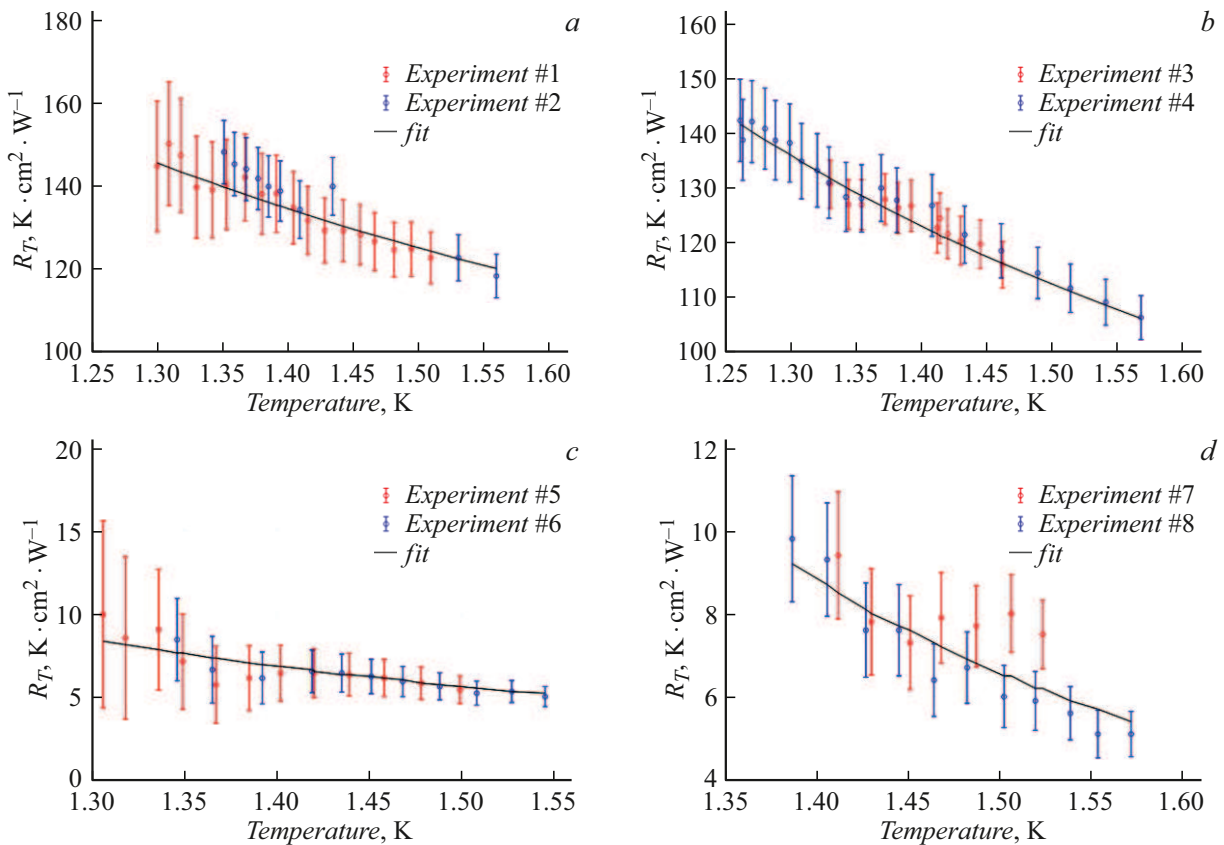 a
180
160
140
120
100
R_T, K · cm² · W⁻¹
Experiment #1
Experiment #2
fit
1.25 1.30 1.35 1.40 1.45 1.50 1.55 1.60
Temperature, K
b
160
150
140
130
120
110
100
R_T, K · cm² · W⁻¹
Experiment #3
Experiment #4
fit
1.25 1.30 1.35 1.40 1.45 1.50 1.55 1.60
Temperature, K
c
20
15
10
5
0
R_T, K · cm² · W⁻¹
Experiment #5
Experiment #6
fit
1.30 1.35 1.40 1.45 1.50 1.55
Temperature, K
d
12
10
8
6
4
R_T, K · cm² · W⁻¹
Experiment #7
Experiment #8
fit
1.35 1.40 1.45 1.50 1.55 1.60
Temperature, K